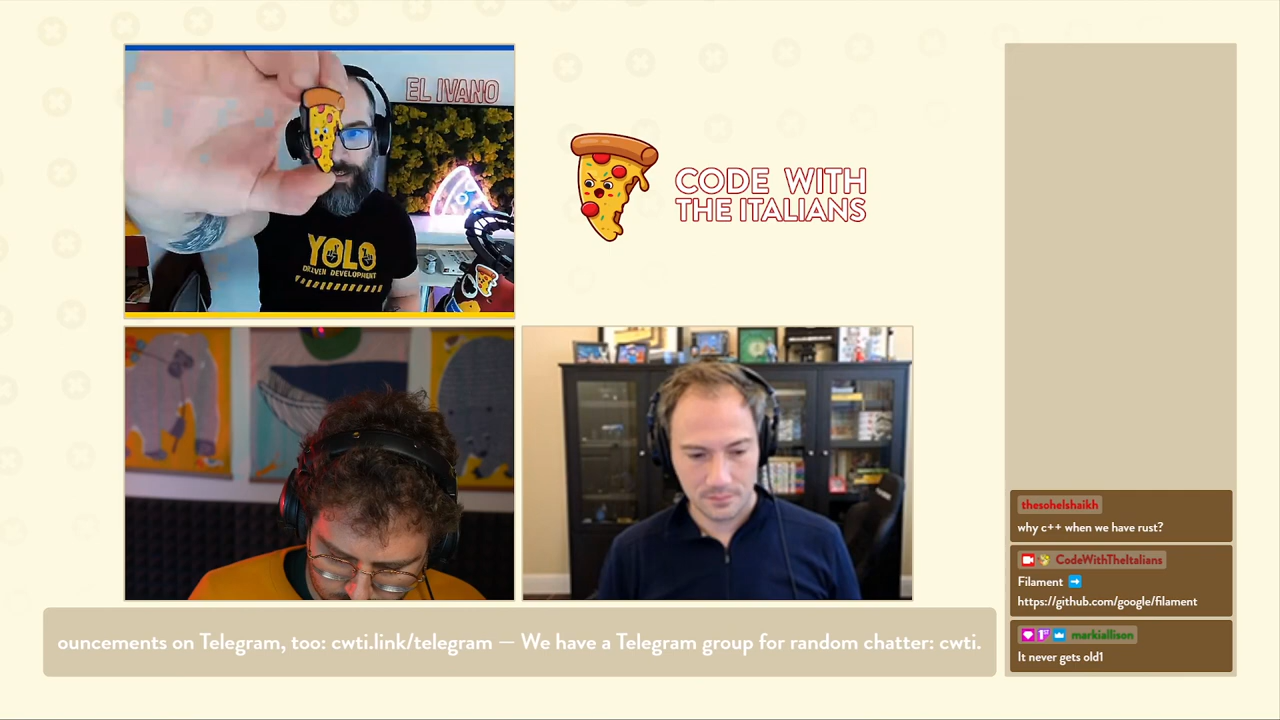 EL IVANO
YOLO
DRIVEN DEVELOPMENT
CODE WITH
THE ITALIANS
thesohelshaikh
why c++ when we have rust?
CodeWithTheItalians
Filament ➡
https://github.com/google/filament
1st markiallison
It never gets old1
ouncements on Telegram, too: cwti.link/telegram — We have a Telegram group for random chatter: cwti.